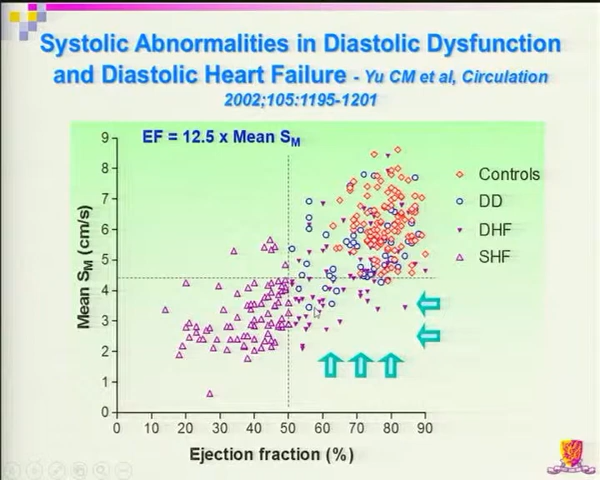 Systolic Abnormalities in Diastolic Dysfunction
and Diastolic Heart Failure - Yu CM et al, Circulation
2002;105:1195-1201
EF = 12.5 x Mean SM
9
8
7
6
5
4
3
2
1
0
Mean SM (cm/s)
Controls
DD
DHF
SHF
0 10 20 30 40 50 60 70 80 90
Ejection fraction (%)